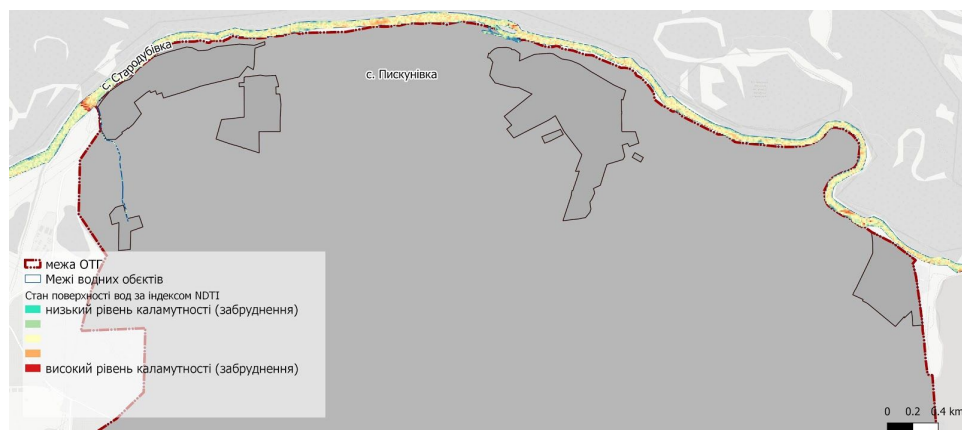 с. Стародубівка
с. Пискунівка
межа ОТГ
Межі водних обєктів
Стан поверхності вод за індексом NDTI
низький рівень каламутності (забруднення)
високий рівень каламутності (забруднення)
0 0.2 0.4 km